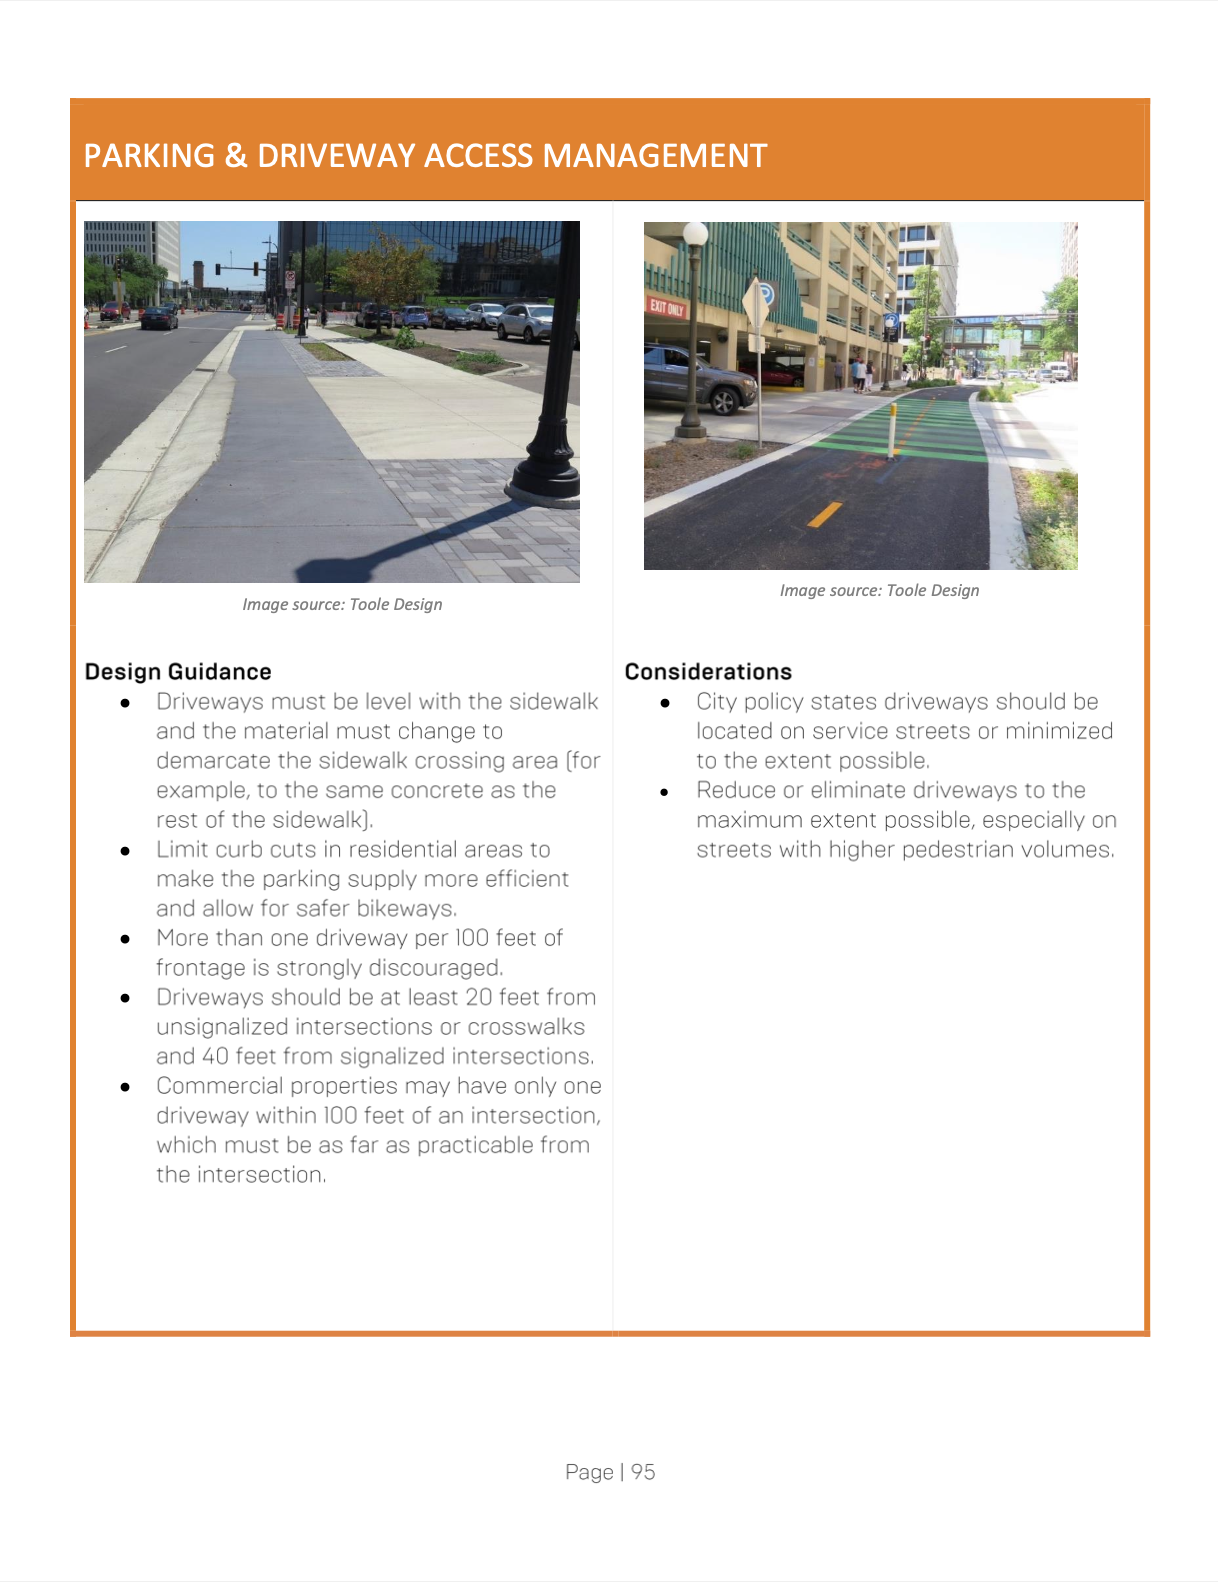 PARKING & DRIVEWAY ACCESS MANAGEMENT
EXIT ONLY
P
Image source: Toole Design
Image source: Toole Design
Design Guidance
• Driveways must be level with the sidewalk
and the material must change to
demarcate the sidewalk crossing area (for
example, to the same concrete as the
rest of the sidewalk).
• Limit curb cuts in residential areas to
make the parking supply more efficient
and allow for safer bikeways.
• More than one driveway per 100 feet of
frontage is strongly discouraged.
• Driveways should be at least 20 feet from
unsignalized intersections or crosswalks
and 40 feet from signalized intersections.
• Commercial properties may have only one
driveway within 100 feet of an intersection,
which must be as far as practicable from
the intersection.
Considerations
• City policy states driveways should be
located on service streets or minimized
to the extent possible.
• Reduce or eliminate driveways to the
maximum extent possible, especially on
streets with higher pedestrian volumes.
Page | 95